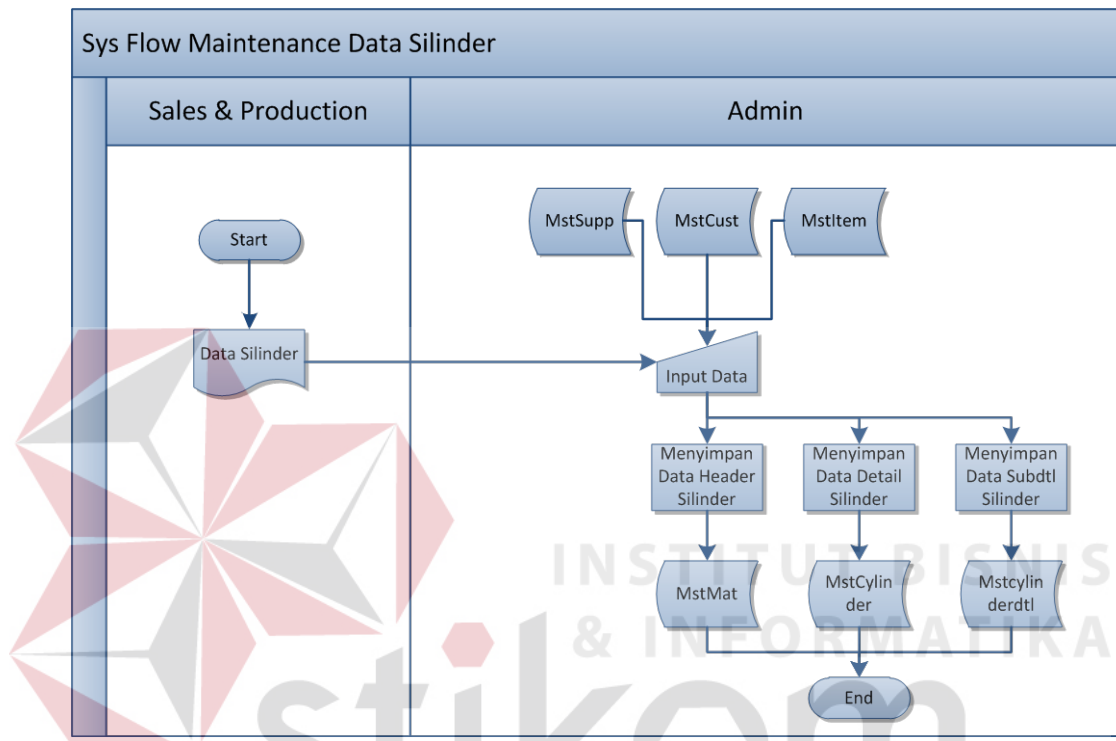 Sys Flow Maintenance Data Silinder
Sales & Production
Admin
MstSupp
MstCust
MstItem
Start
Data Silinder
Input Data
Menyimpan
Data Header
Silinder
Menyimpan
Data Detail
Silinder
Menyimpan
Data Subdtl
Silinder
MstMat
MstCylin
der
Mstcylin
derdtl
End
INSTITUT BISNIS
& INFORMATIKA
stikom